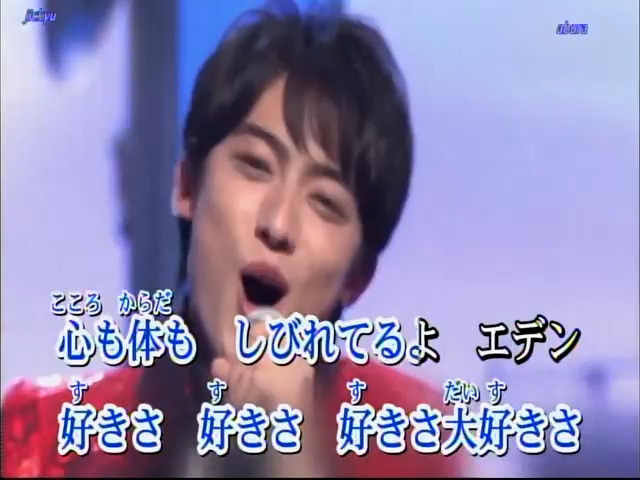 jickyu
abura
こころ からだ
心も体も しびれてるよ エデン
す す す だい す
好きさ 好きさ 好きさ大好きさ